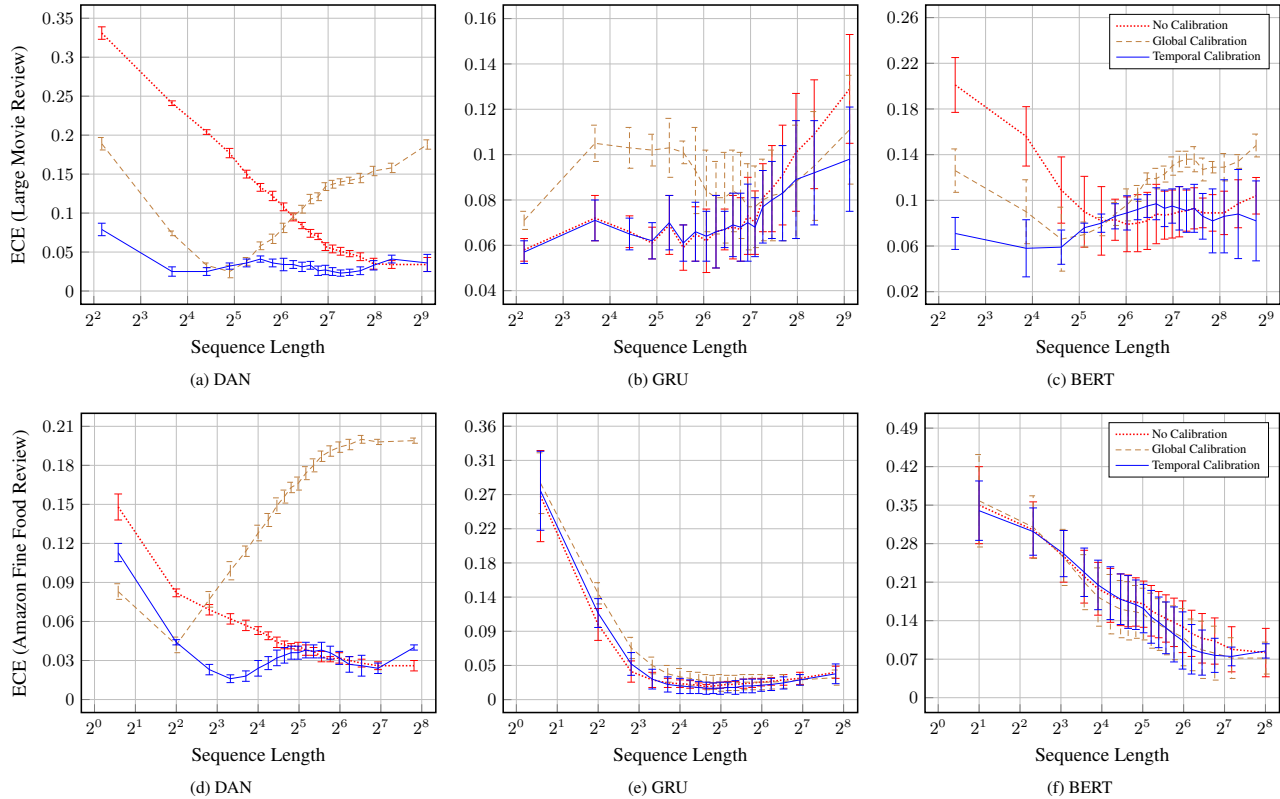 ECE (Large Movie Review)
0.35
0.3
0.25
0.2
0.15
0.1
0.05
0
2^2 2^3 2^4 2^5 2^6 2^7 2^8 2^9
Sequence Length
(a) DAN
0.16
0.14
0.12
0.1
0.08
0.06
0.04
2^2 2^3 2^4 2^5 2^6 2^7 2^8 2^9
Sequence Length
(b) GRU
0.26
0.22
0.18
0.14
0.1
0.06
0.02
No Calibration
Global Calibration
Temporal Calibration
2^2 2^3 2^4 2^5 2^6 2^7 2^8 2^9
Sequence Length
(c) BERT
ECE (Amazon Fine Food Review)
0.21
0.18
0.15
0.12
0.09
0.06
0.03
0
2^0 2^1 2^2 2^3 2^4 2^5 2^6 2^7 2^8
Sequence Length
(d) DAN
0.36
0.31
0.27
0.22
0.18
0.14
0.09
0.05
0
2^0 2^1 2^2 2^3 2^4 2^5 2^6 2^7 2^8
Sequence Length
(e) GRU
0.49
0.42
0.35
0.28
0.21
0.14
0.07
0
No Calibration
Global Calibration
Temporal Calibration
2^0 2^1 2^2 2^3 2^4 2^5 2^6 2^7 2^8
Sequence Length
(f) BERT